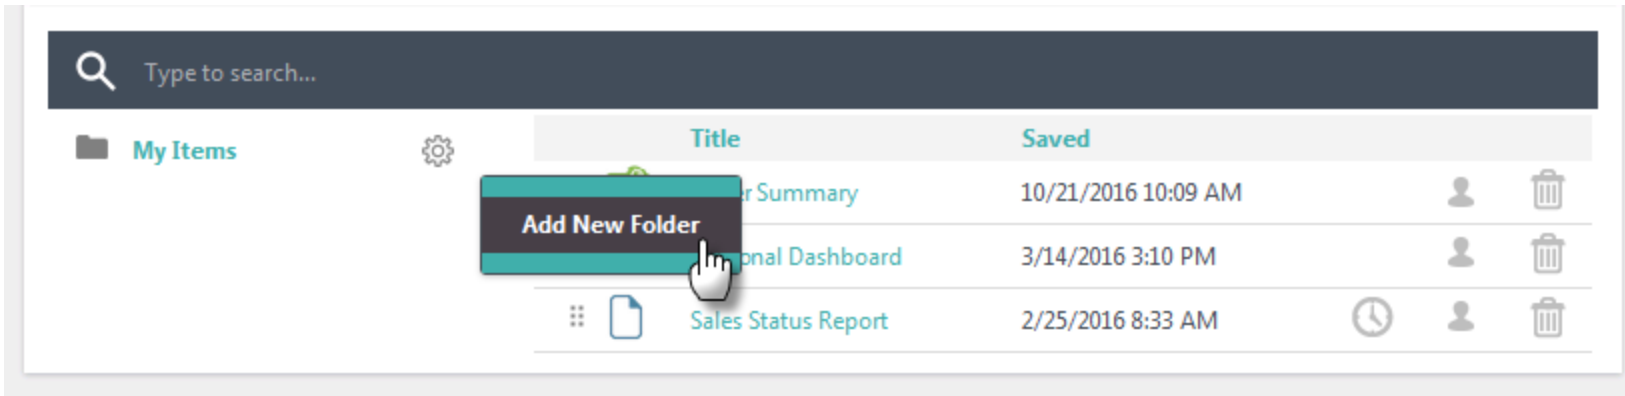 Type to search...
My Items
Title Saved
Summary 10/21/2016 10:09 AM
Add New Folder
Dashboard 3/14/2016 3:10 PM
Sales Status Report 2/25/2016 8:33 AM